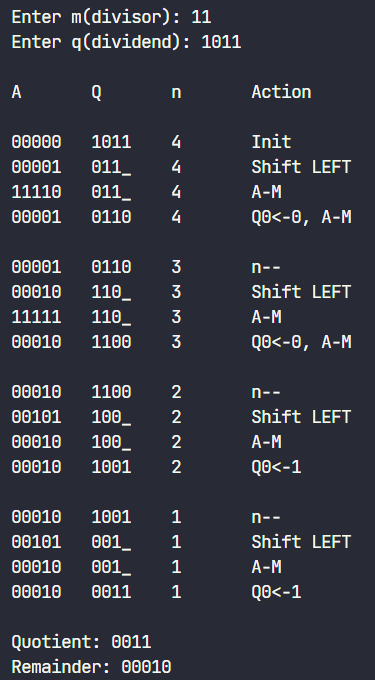 Enter m(divisor): 11
Enter q(dividend): 1011
A Q n Action
00000 1011 4 Init
00001 011_ 4 Shift LEFT
11110 011_ 4 A-M
00001 0110 4 Q0<-0, A-M
00001 0110 3 n--
00010 110_ 3 Shift LEFT
11111 110_ 3 A-M
00010 1100 3 Q0<-0, A-M
00010 1100 2 n--
00101 100_ 2 Shift LEFT
00010 100_ 2 A-M
00010 1001 2 Q0<-1
00010 1001 1 n--
00101 001_ 1 Shift LEFT
00010 001_ 1 A-M
00010 0011 1 Q0<-1
Quotient: 0011
Remainder: 00010